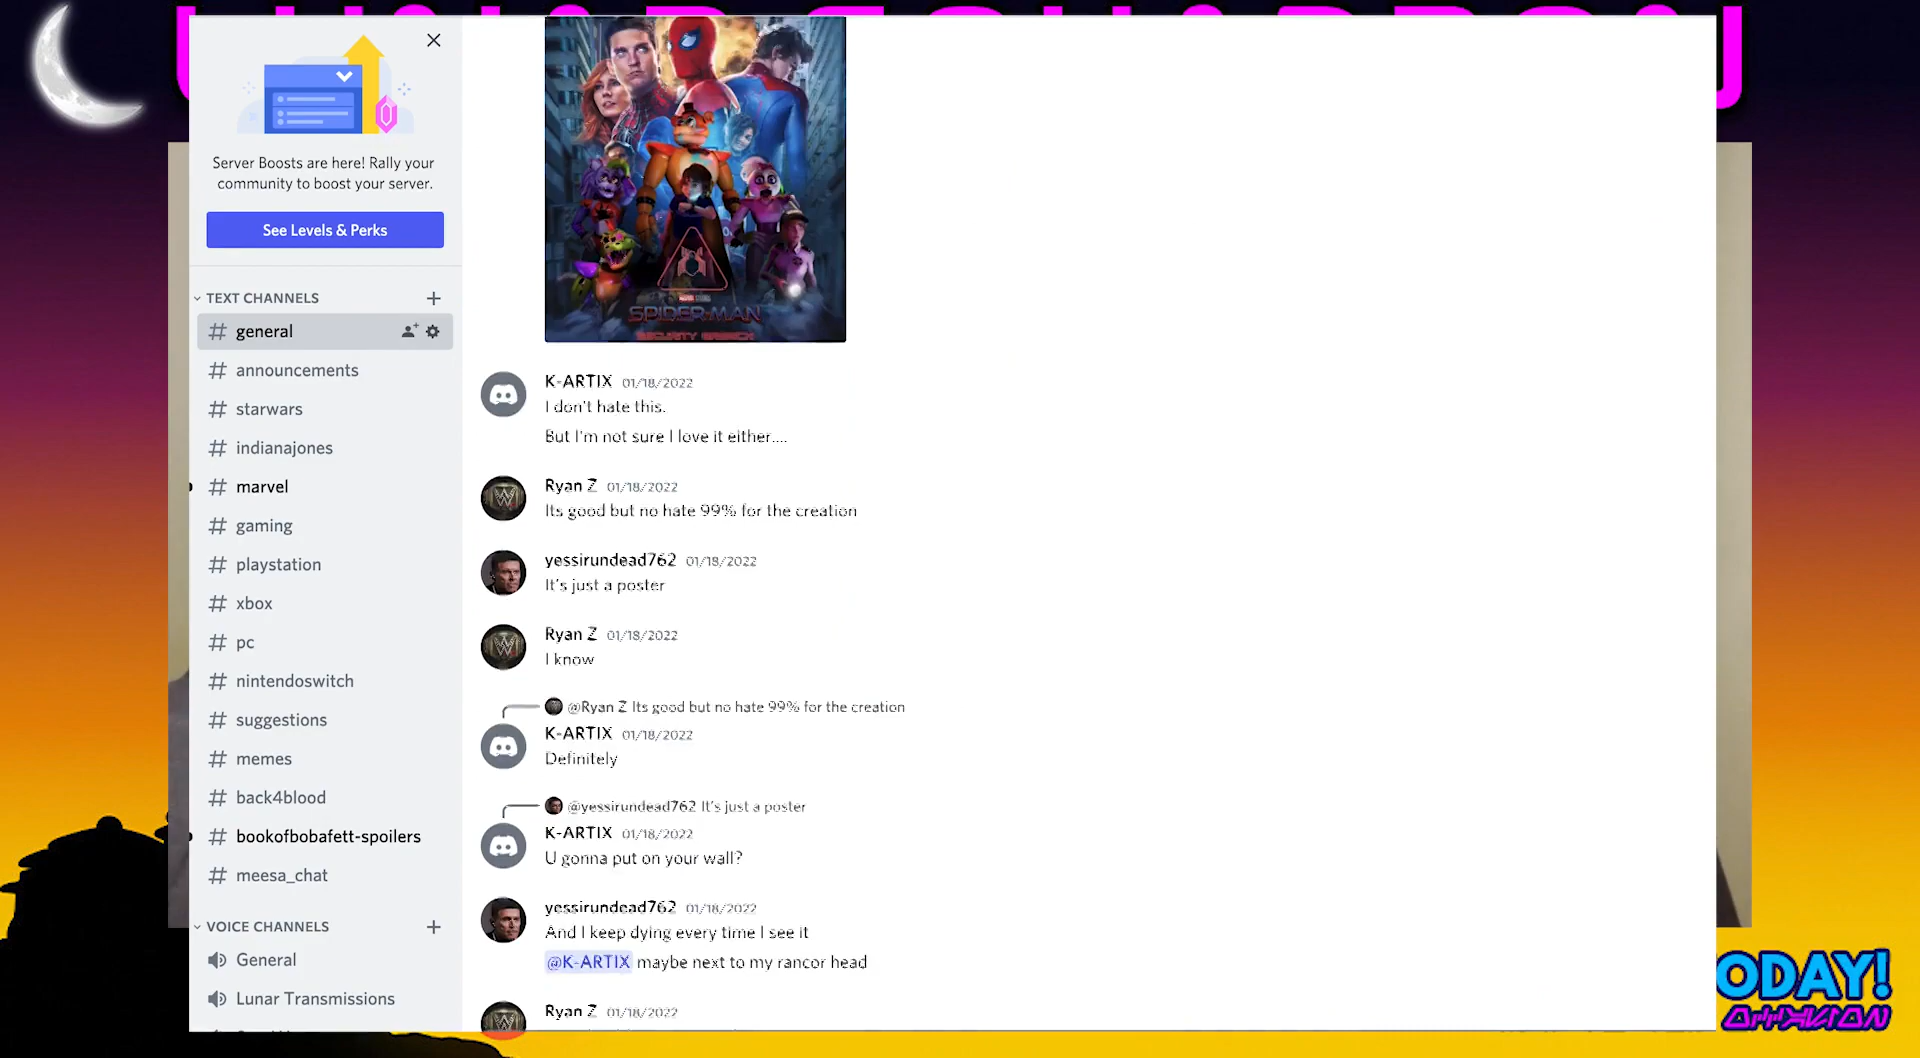 Server Boosts are here! Rally your
community to boost your server.
See Levels & Perks
TEXT CHANNELS
general
announcements
starwars
indianajones
marvel
gaming
playstation
xbox
pc
nintendoswitch
suggestions
memes
back4blood
bookofbobafett-spoilers
meesa_chat
VOICE CHANNELS
General
Lunar Transmissions
SPIDER-MAN
SECURITY BREACH
K-ARTIX 01/18/2022
I don't hate this.
But I'm not sure I love it either....
Ryan Z 01/18/2022
Its good but no hate 99% for the creation
yessirundead762 01/18/2022
It's just a poster
Ryan Z 01/18/2022
I know
@Ryan Z Its good but no hate 99% for the creation
K-ARTIX 01/18/2022
Definitely
@yessirundead762 It's just a poster
K-ARTIX 01/18/2022
U gonna put on your wall?
yessirundead762 01/18/2022
And I keep dying every time I see it
@K-ARTIX maybe next to my rancor head
Ryan Z 01/18/2022
ODAY!